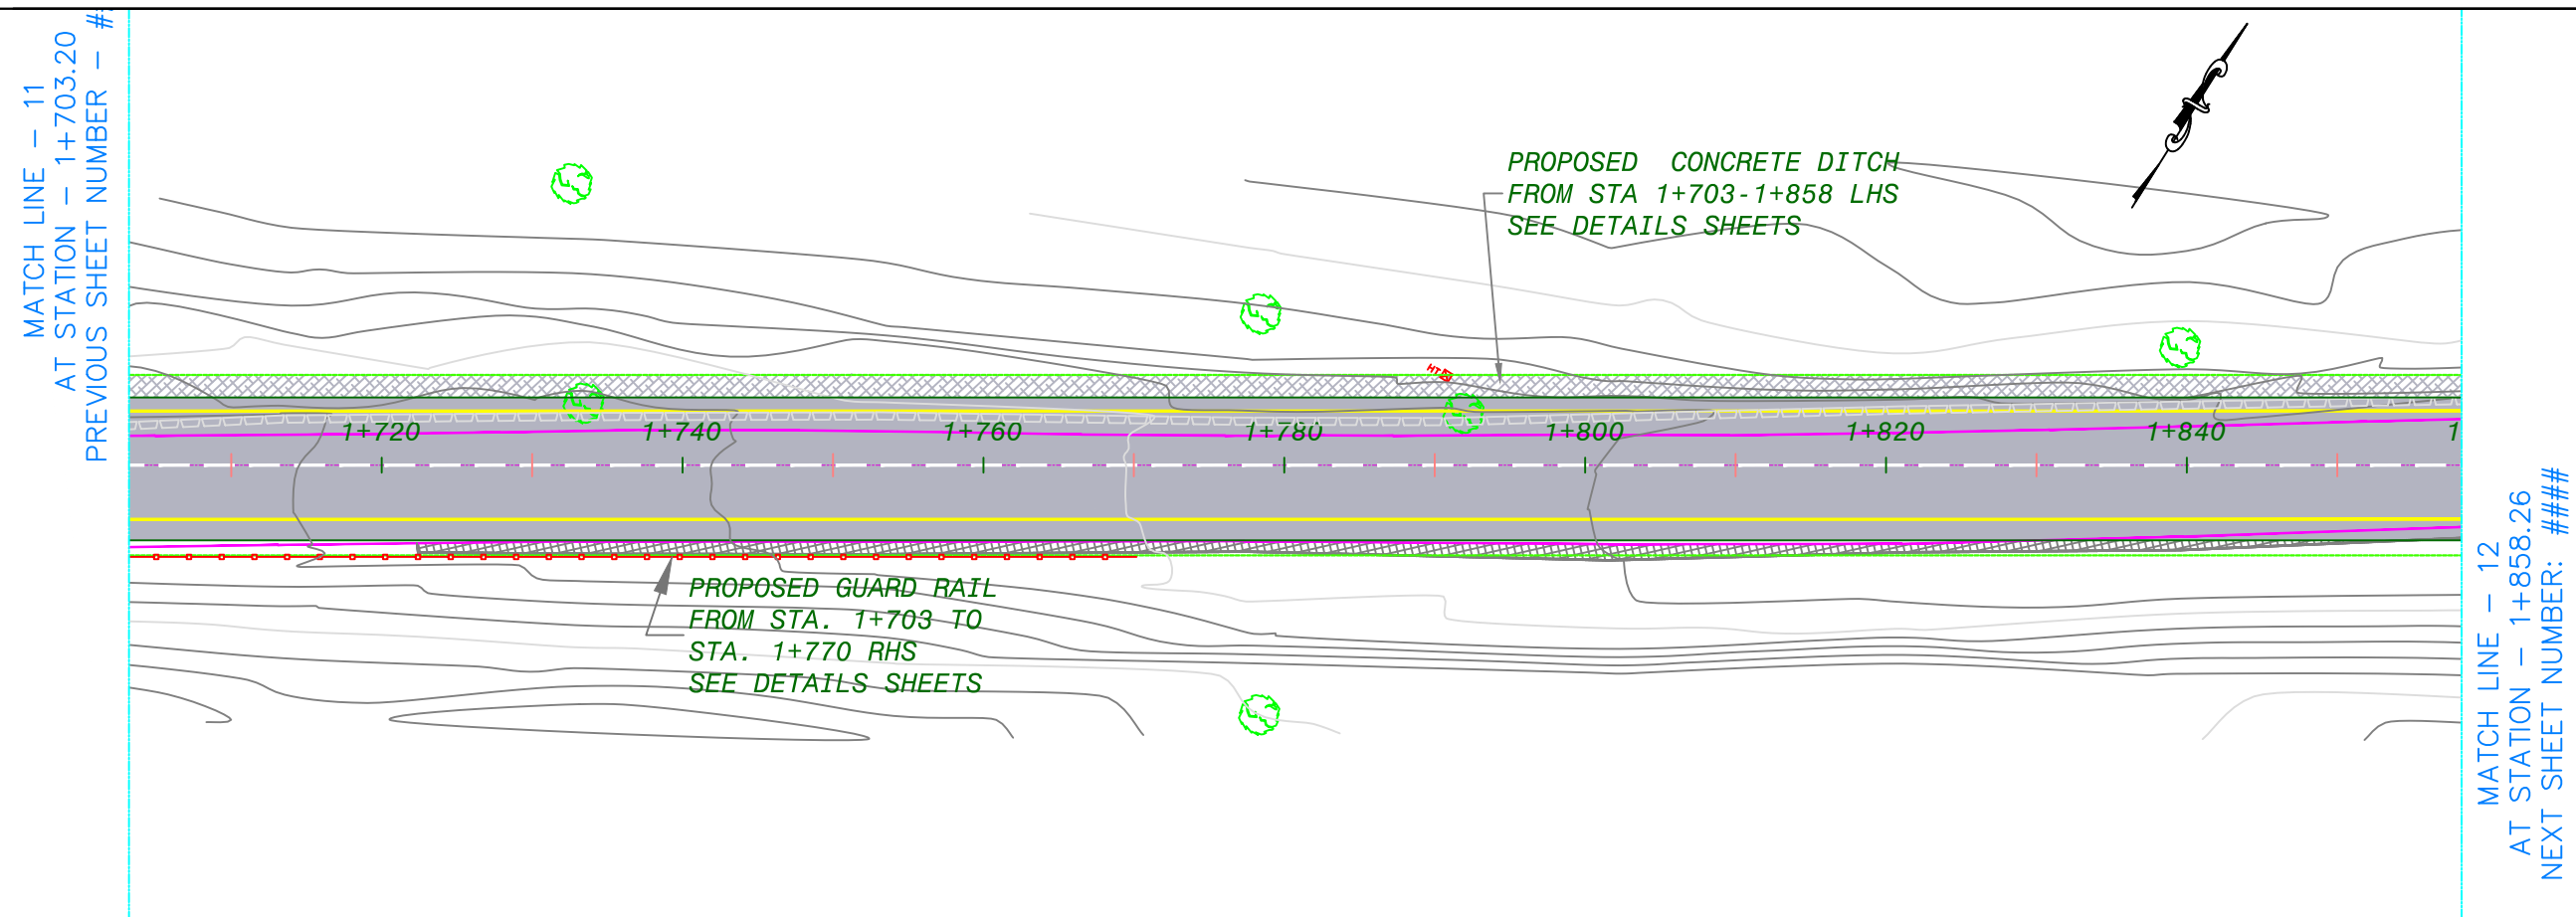 MATCH LINE - 11
AT STATION - 1+703.20
PREVIOUS SHEET NUMBER -
PROPOSED CONCRETE DITCH
FROM STA 1+703-1+858 LHS
SEE DETAILS SHEETS
HT
1+720 1+740 1+760 1+780 1+800 1+820 1+840 1
PROPOSED GUARD RAIL
FROM STA. 1+703 TO
STA. 1+770 RHS
SEE DETAILS SHEETS
MATCH LINE - 12
AT STATION - 1+858.26
NEXT SHEET NUMBER: ####